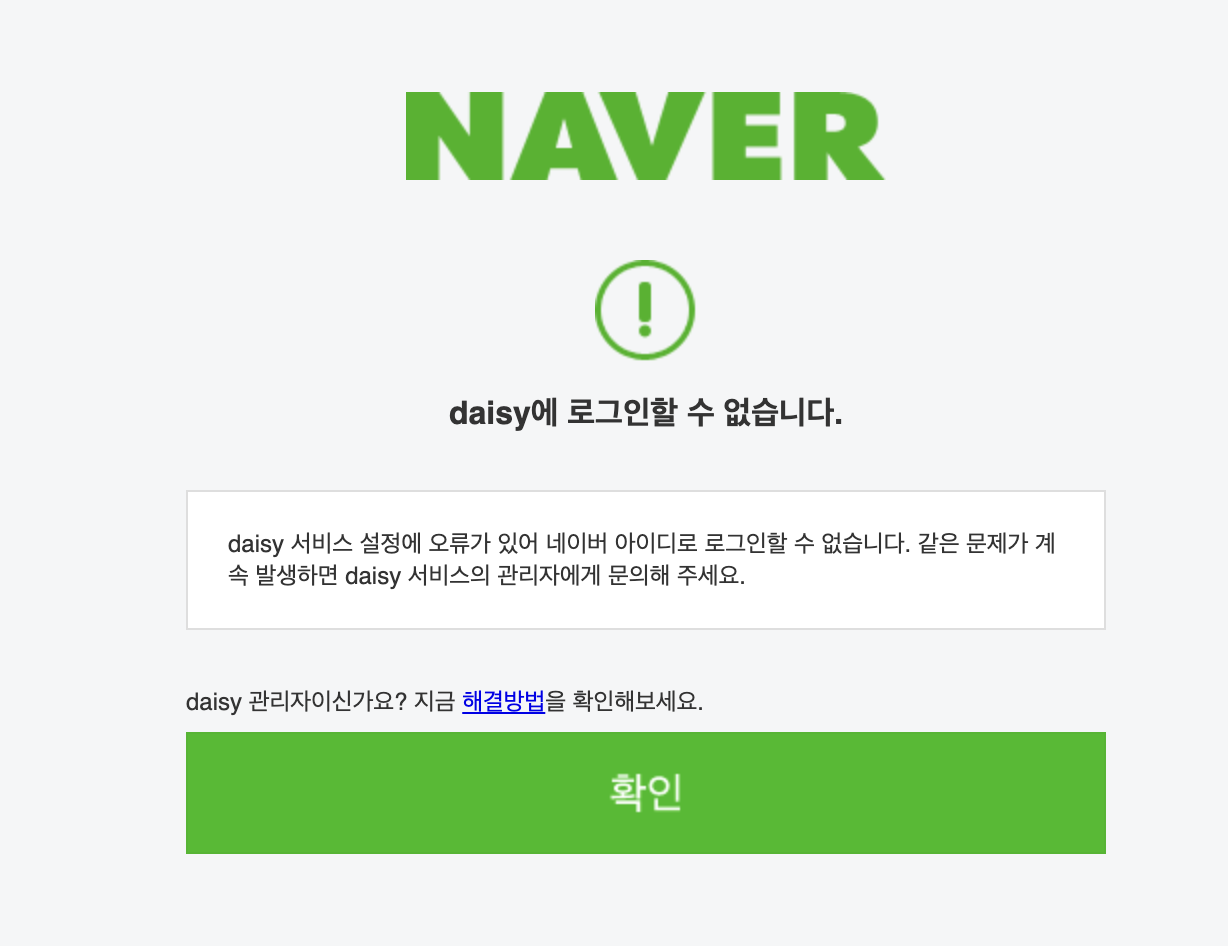 NAVER
daisy에 로그인할 수 없습니다.
daisy 서비스 설정에 오류가 있어 네이버 아이디로 로그인할 수 없습니다. 같은 문제가 계
속 발생하면 daisy 서비스의 관리자에게 문의해 주세요.
daisy 관리자이신가요? 지금 해결방법을 확인해보세요.
확인